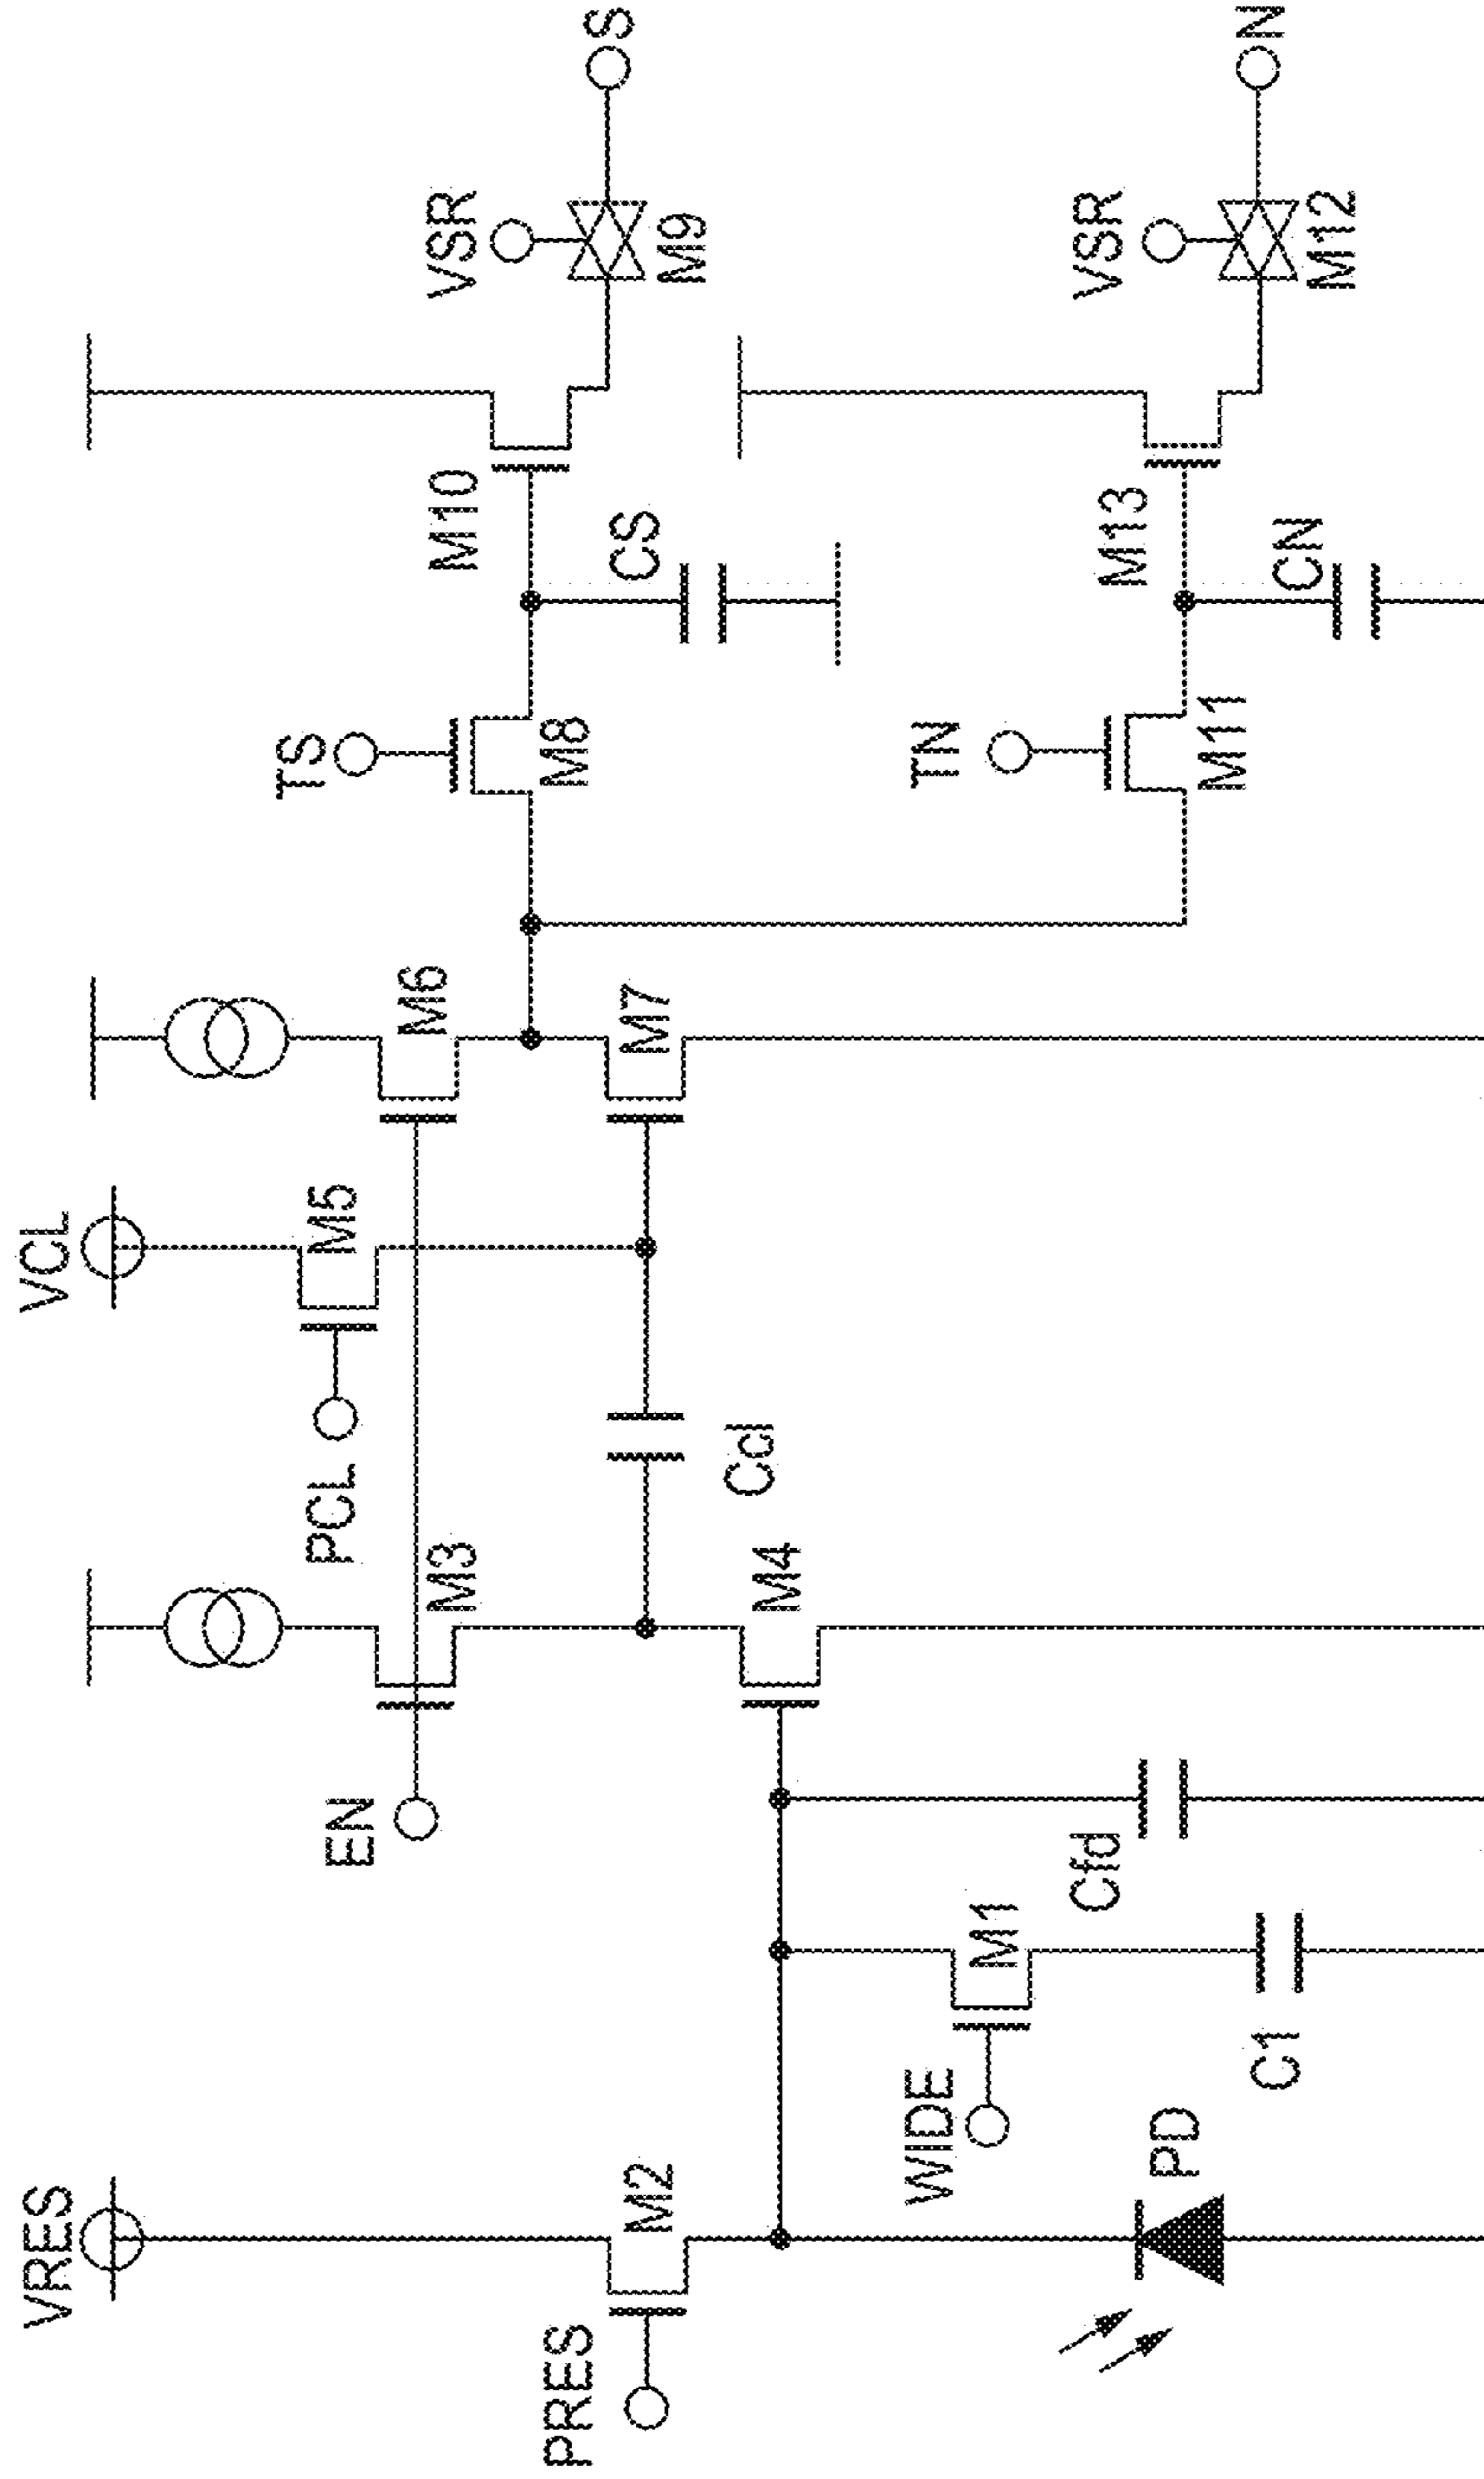 VRES
VCL
PRES
M2
EN
PCL
M5
M3
M6
M4
M7
Ccl
WIDE
M1
PD
C1
Cfd
TS
M8
M10
CS
VSR
M9
S
TN
M11
M13
CN
VSR
M12
N